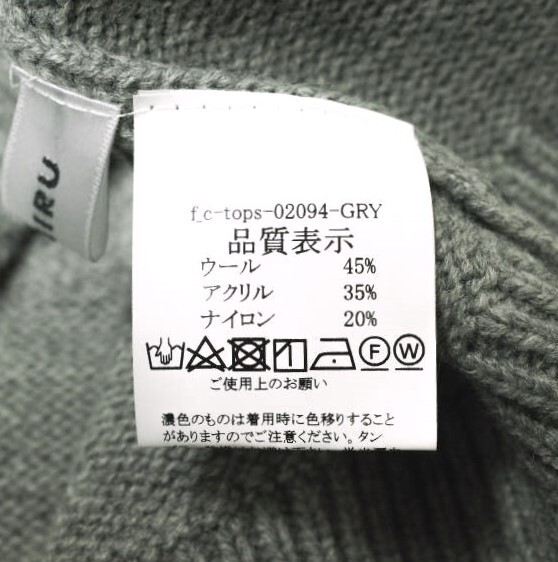 f_c-tops-02094-GRY
品質表示
ウール 45%
アクリル 35%
ナイロン 20%
F W
ご使用上のお願い
濃色のものは着用時に色移りすること
がありますのでご注意ください。タン
IRU